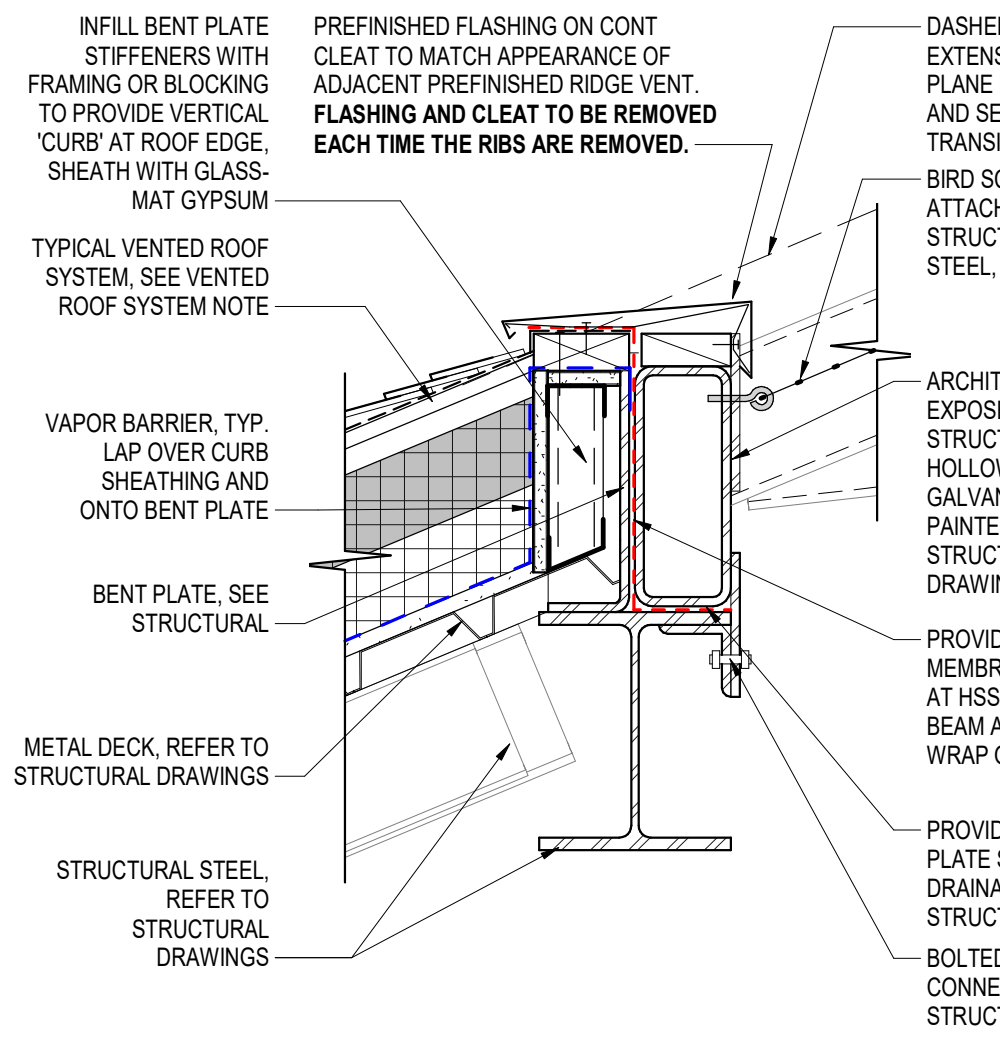 INFILL BENT PLATE
STIFFENERS WITH
FRAMING OR BLOCKING
TO PROVIDE VERTICAL
'CURB' AT ROOF EDGE,
SHEATH WITH GLASS-
MAT GYPSUM
TYPICAL VENTED ROOF
SYSTEM, SEE VENTED
ROOF SYSTEM NOTE
VAPOR BARRIER, TYP.
LAP OVER CURB
SHEATHING AND
ONTO BENT PLATE
BENT PLATE, SEE
STRUCTURAL
METAL DECK, REFER TO
STRUCTURAL DRAWINGS
STRUCTURAL STEEL,
REFER TO
STRUCTURAL
DRAWINGS
PREFINISHED FLASHING ON CONT
CLEAT TO MATCH APPEARANCE OF
ADJACENT PREFINISHED RIDGE VENT.
FLASHING AND CLEAT TO BE REMOVED
EACH TIME THE RIBS ARE REMOVED.
DASHE
EXTENS
PLANE
AND SE
TRANSI
BIRD SC
ATTACH
STRUCT
STEEL,
ARCHIT
EXPOSE
STRUCT
HOLLOW
GALVAN
PAINTE
STRUCT
DRAWIN
PROVID
MEMBR
AT HSS
BEAM A
WRAP
PROVID
PLATE S
DRAINA
STRUCT
BOLTED
CONNE
STRUCT